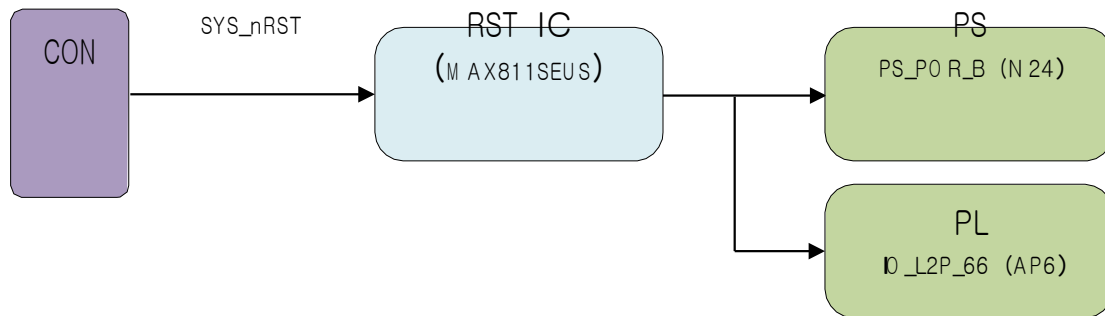 CON
SYS_nRST
RST IC
(MAX811SEUS)
PS
PS_POR_B (N24)
PL
IO_L2P_66 (AP6)